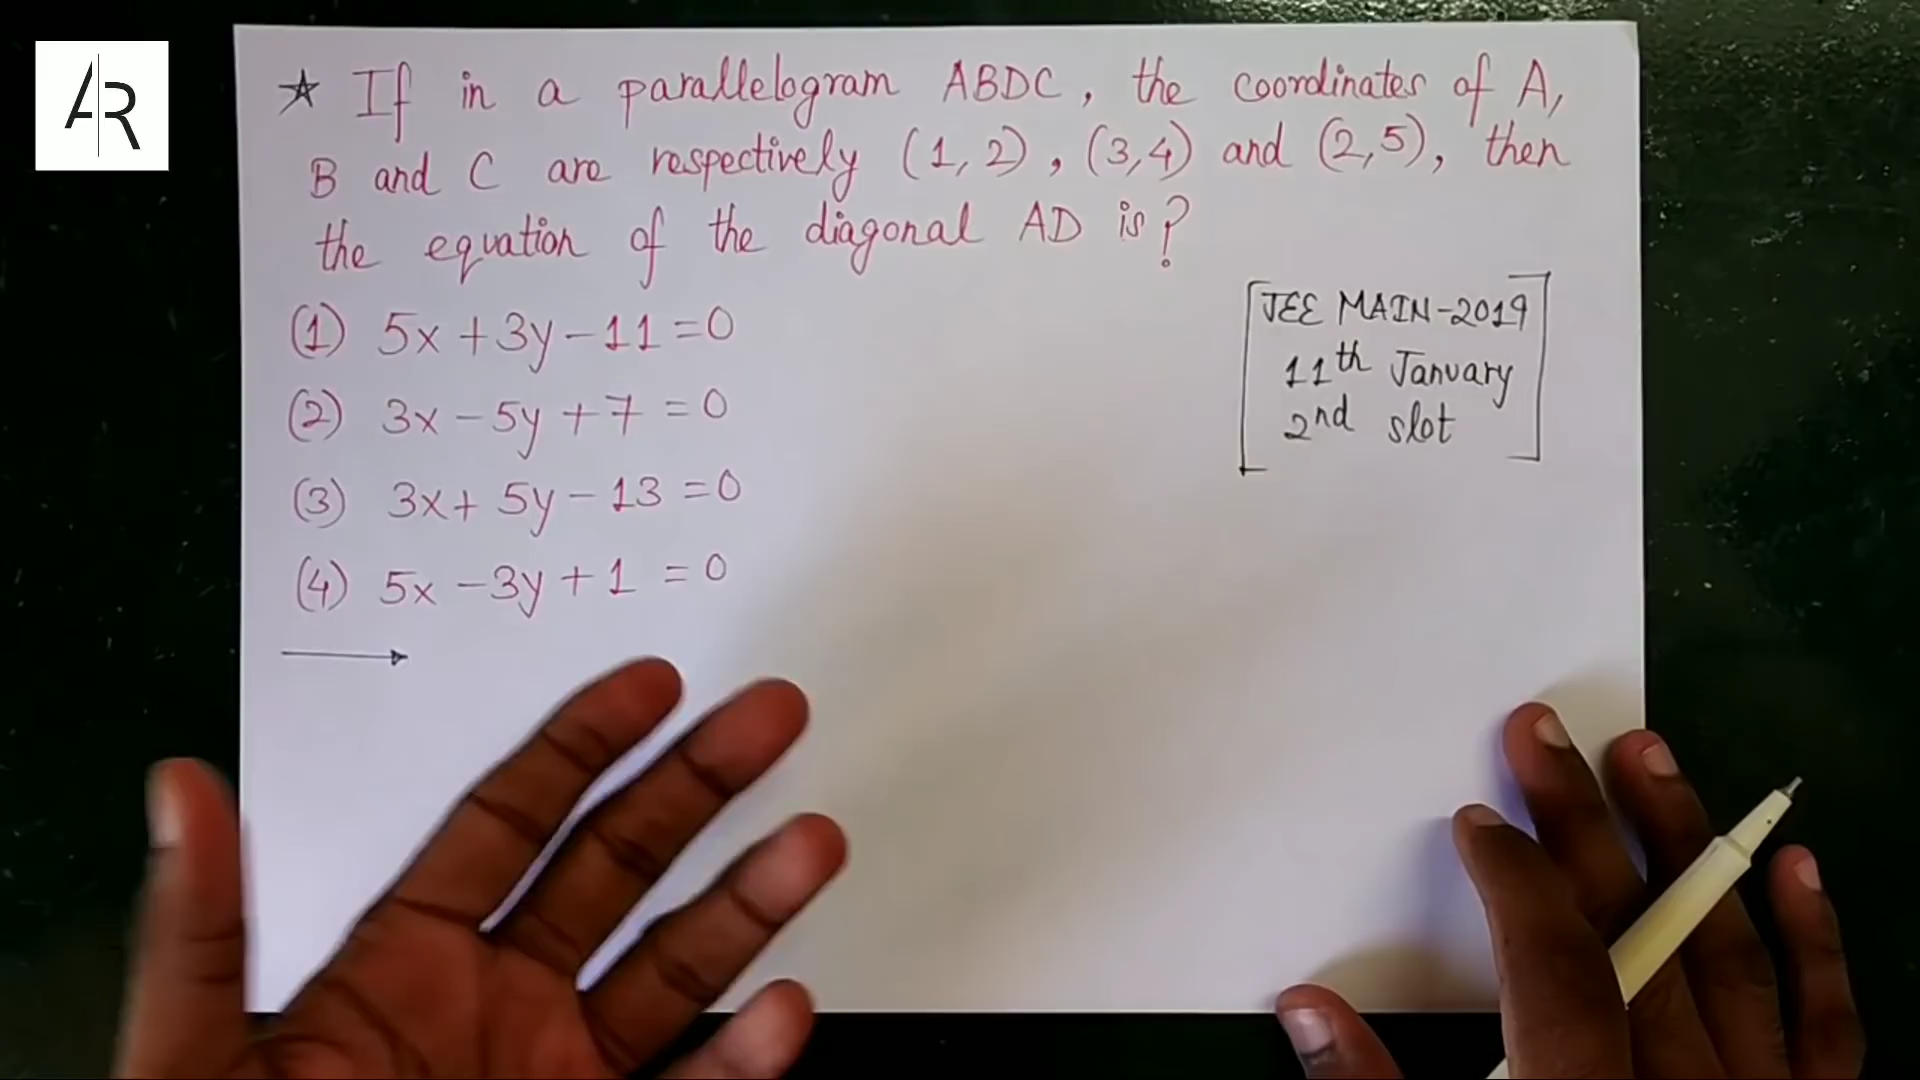 AR
☆ If in a parallelogram ABDC, the coordinates of A,
B and C are respectively (1, 2), (3,4) and (2,5), then
the equation of the diagonal AD is?
(1) 5x + 3y - 11 = 0
(2) 3x - 5y + 7 = 0
(3) 3x + 5y - 13 = 0
(4) 5x - 3y + 1 = 0
JEE MAIN-2019
11th January
2nd slot